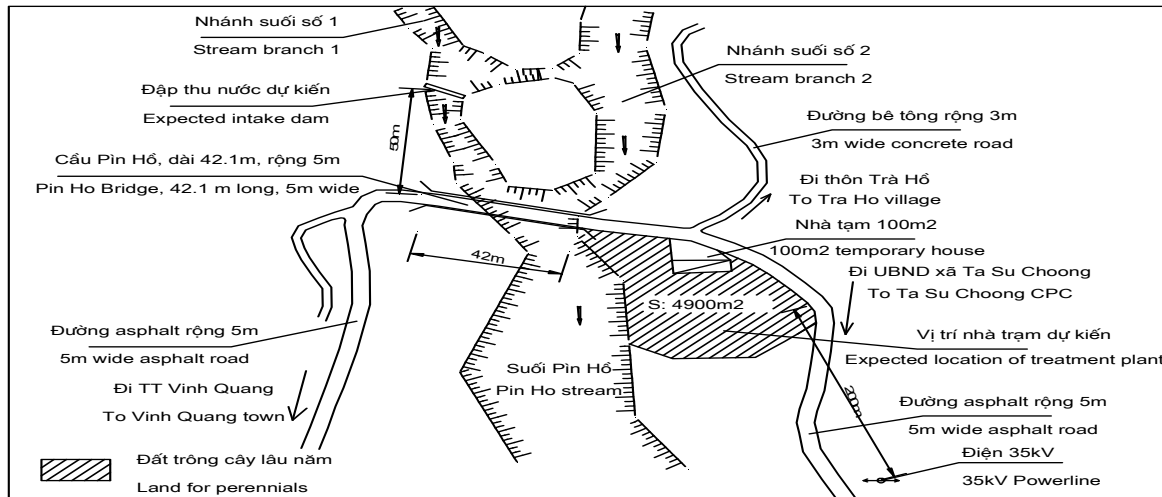 Nhánh suối số 1
Stream branch 1
Nhánh suối số 2
Stream branch 2
Đập thu nước dự kiến
Expected intake dam
50m
Đường bê tông rộng 3m
3m wide concrete road
Cầu Pìn Hồ, dài 42.1m, rộng 5m
Pin Ho Bridge, 42.1 m long, 5m wide
Đi thôn Trà Hồ
To Tra Ho village
Nhà tạm 100m2
100m2 temporary house
42m
Đi UBND xã Ta Su Choong
To Ta Su Choong CPC
S: 4900m2
Đường asphalt rộng 5m
5m wide asphalt road
Vị trí nhà trạm dự kiến
Expected location of treatment plant
Suối Pìn Hồ
Pin Ho stream
Đi TT Vinh Quang
To Vinh Quang town
200m
Đường asphalt rộng 5m
5m wide asphalt road
Đất trông cây lâu năm
Land for perennials
Điện 35kV
35kV Powerline